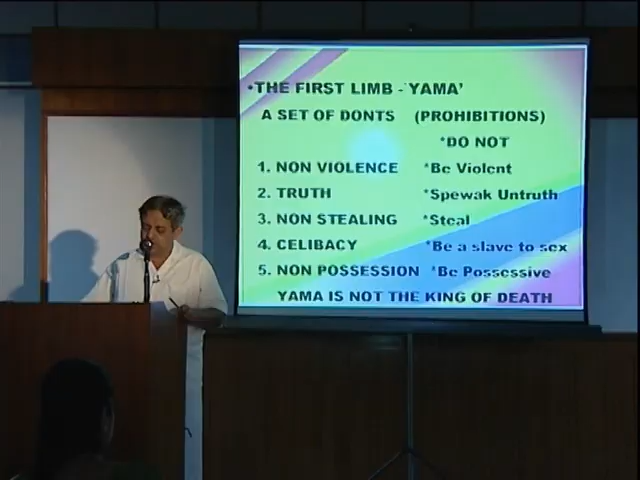 •THE FIRST LIMB -'YAMA'
A SET OF DONTS (PROHIBITIONS)
*DO NOT
1. NON VIOLENCE *Be Violent
2. TRUTH *Spewak Untruth
3. NON STEALING *Steal
4. CELIBACY *Be a slave to sex
5. NON POSSESSION *Be Possessive
YAMA IS NOT THE KING OF DEATH